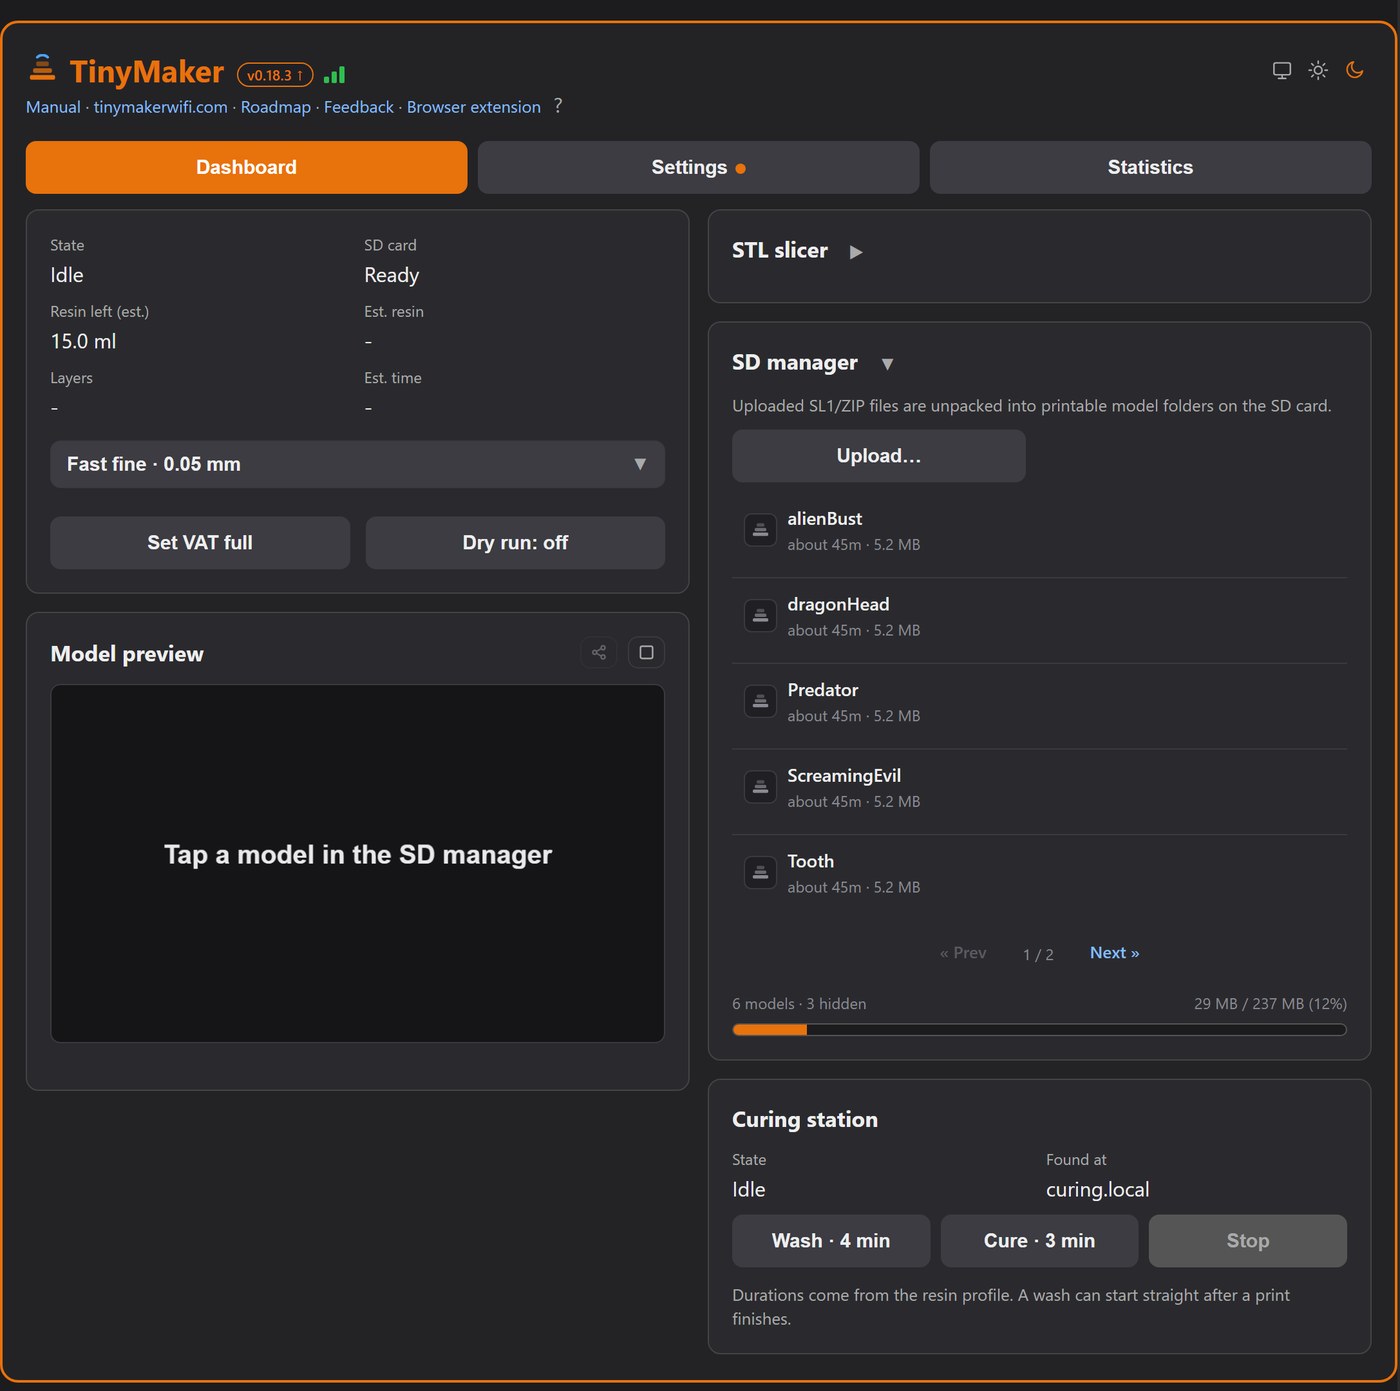 TinyMaker v0.18.3 ↑
Manual · tinymakerwifi.com · Roadmap · Feedback · Browser extension ?
Dashboard
Settings
Statistics
State
Idle
SD card
Ready
Resin left (est.)
15.0 ml
Est. resin
-
Layers
-
Est. time
-
Fast fine · 0.05 mm ▼
Set VAT full
Dry run: off
Model preview
Tap a model in the SD manager
STL slicer ▶
SD manager ▼
Uploaded SL1/ZIP files are unpacked into printable model folders on the SD card.
Upload...
alienBust
about 45m · 5.2 MB
dragonHead
about 45m · 5.2 MB
Predator
about 45m · 5.2 MB
ScreamingEvil
about 45m · 5.2 MB
Tooth
about 45m · 5.2 MB
« Prev 1 / 2 Next »
6 models · 3 hidden 29 MB / 237 MB (12%)
Curing station
State
Idle
Found at
curing.local
Wash · 4 min
Cure · 3 min
Stop
Durations come from the resin profile. A wash can start straight after a print
finishes.